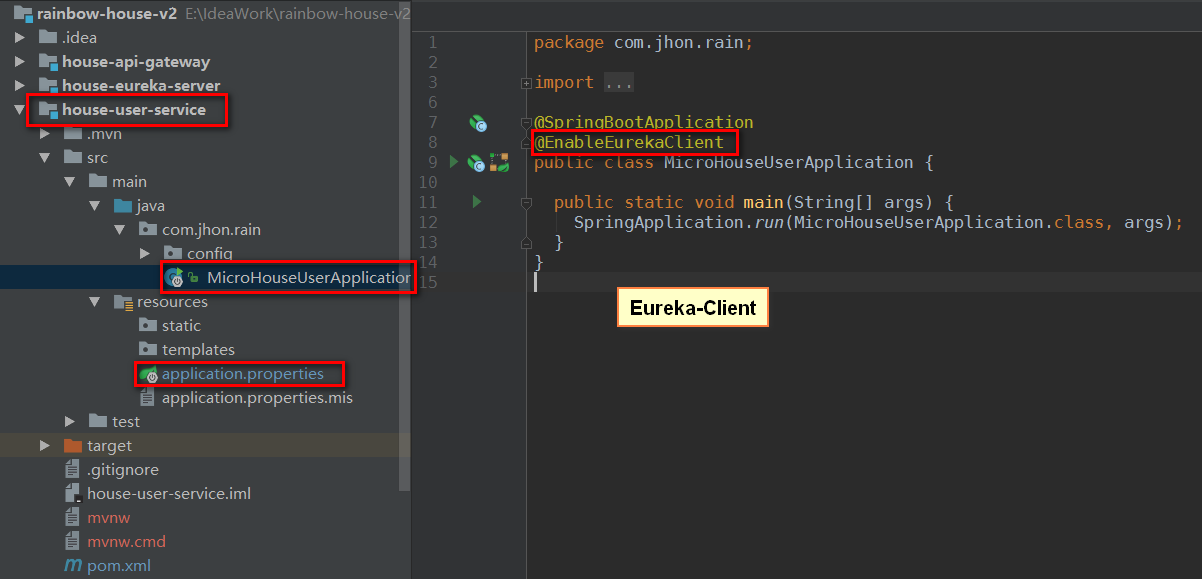 rainbow-house-v2 E:\IdeaWork\rainbow-house-v2
.idea
house-api-gateway
house-eureka-server
house-user-service
.mvn
src
main
java
com.jhon.rain
config
MicroHouseUserApplication
resources
static
templates
application.properties
application.properties.mis
test
target
.gitignore
house-user-service.iml
mvnw
mvnw.cmd
m pom.xml
1 package com.jhon.rain;
2
3 import ...
6
7 @SpringBootApplication
8 @EnableEurekaClient
9 public class MicroHouseUserApplication {
10
11 public static void main(String[] args) {
12 SpringApplication.run(MicroHouseUserApplication.class, args);
13 }
14 }
15
Eureka-Client